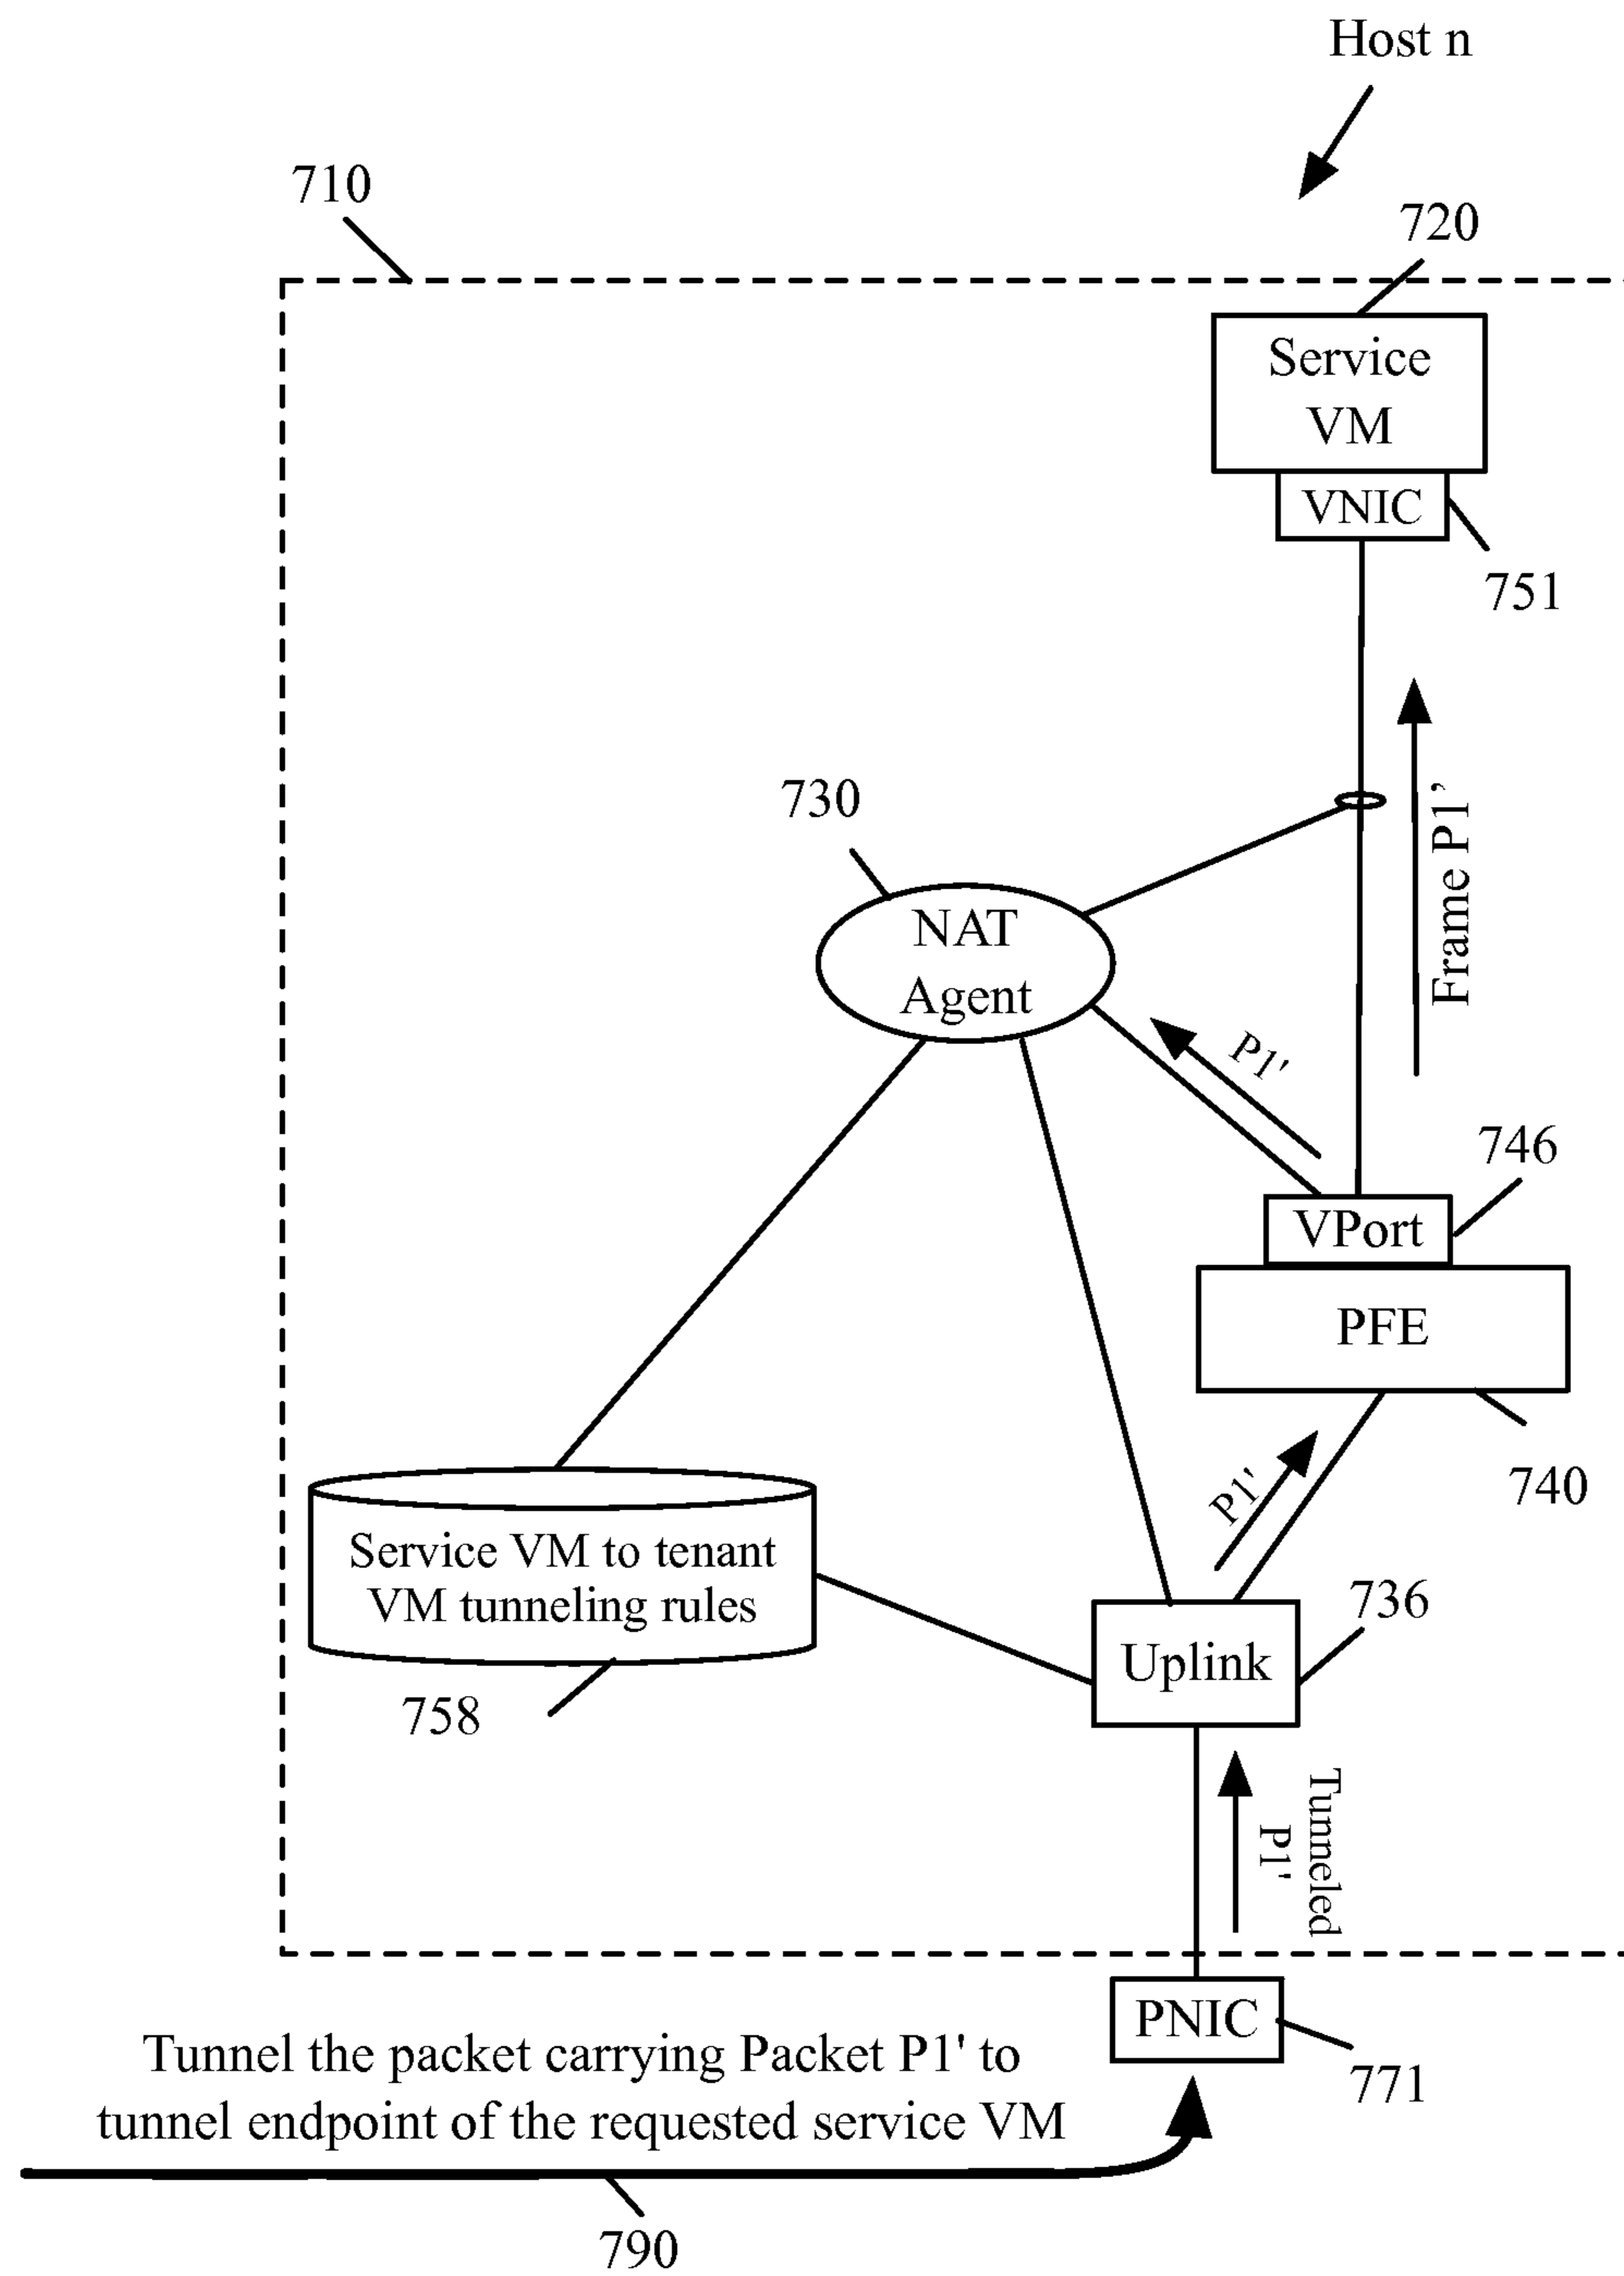 Host n
710
720
Service
VM
VNIC
751
730
NAT
Agent
Frame P1’
P1'
746
VPort
PFE
740
P1'
Service VM to tenant
VM tunneling rules
758
736
Uplink
Tunneled
P1'
PNIC
771
Tunnel the packet carrying Packet P1' to
tunnel endpoint of the requested service VM
790